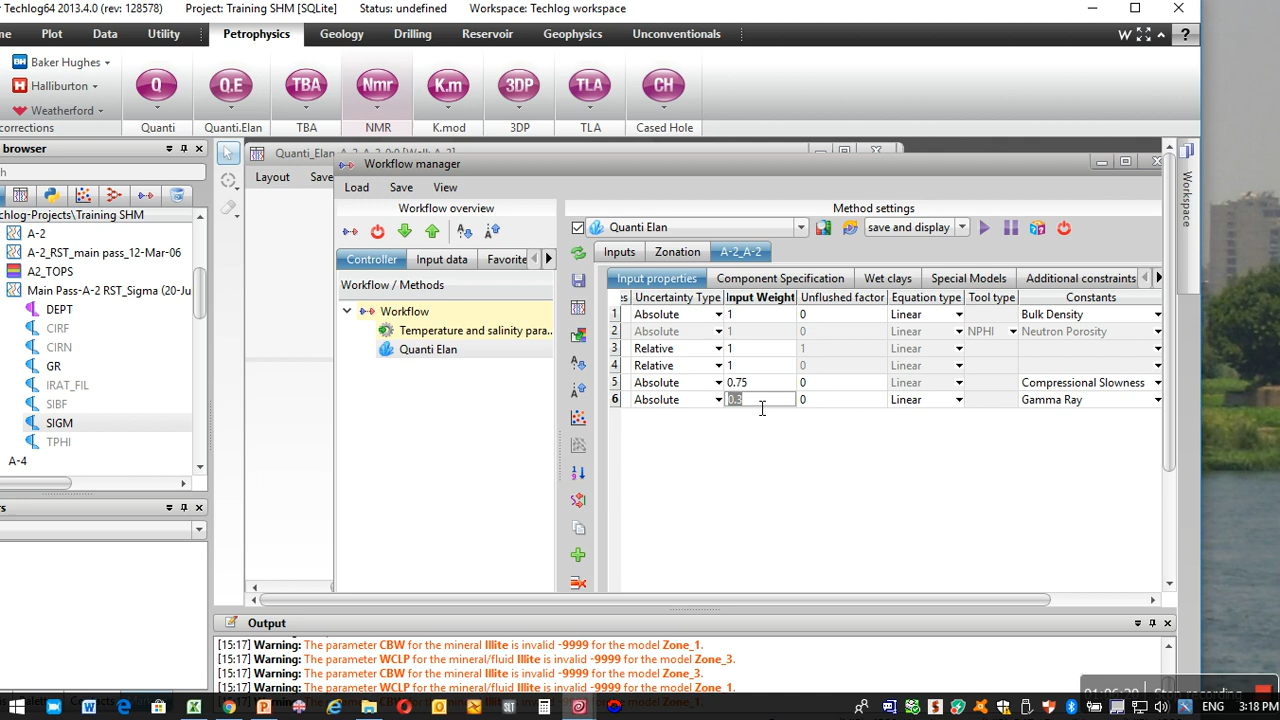 Techlog64 2013.4.0 (rev: 128578) Project: Training SHM [SQLite] Status: undefined Workspace: Techlog workspace
me Plot Data Utility Petrophysics Geology Drilling Reservoir Geophysics Unconventionals W ?
BH Baker Hughes
Halliburton
Weatherford
Q Q.E TBA Nmr K.m 3DP TLA CH
corrections Quanti Quanti.Elan TBA NMR K.mod 3DP TLA Cased Hole
browser
h
Techlog-Projects\Training SHM
A-2
A-2_RST_main pass_12-Mar-06
A2_TOPS
Main Pass-A-2 RST_Sigma (20-Ju
DEPT
CIRF
CIRN
GR
IRAT_FIL
SIBF
SIGM
TPHI
A-4
rs
Layout Save
Workflow manager
Load Save View
Workflow overview
Controller Input data Favorite
Workflow / Methods
Workflow
Temperature and salinity para...
Quanti Elan
Method settings
Quanti Elan save and display
Inputs Zonation A-2_A-2
Input properties Component Specification Wet clays Special Models Additional constraints
es Uncertainty Type Input Weight Unflushed factor Equation type Tool type Constants
1 Absolute 1 0 Linear Bulk Density
2 Absolute 1 0 Linear NPHI Neutron Porosity
3 Relative 1 1 Linear
4 Relative 1 0 Linear
5 Absolute 0.75 0 Linear Compressional Slowness
6 Absolute 0.3 0 Linear Gamma Ray
Output
[15:17] Warning: The parameter CBW for the mineral Illite is invalid -9999 for the model Zone_1.
[15:17] Warning: The parameter WCLP for the mineral/fluid Illite is invalid -9999 for the model Zone_3.
[15:17] Warning: The parameter CBW for the mineral Illite is invalid -9999 for the model Zone_3.
[15:17] Warning: The parameter WCLP for the mineral/fluid Illite is invalid -9999 for the model Zone_1.
Stop recording
ENG 3:18 PM